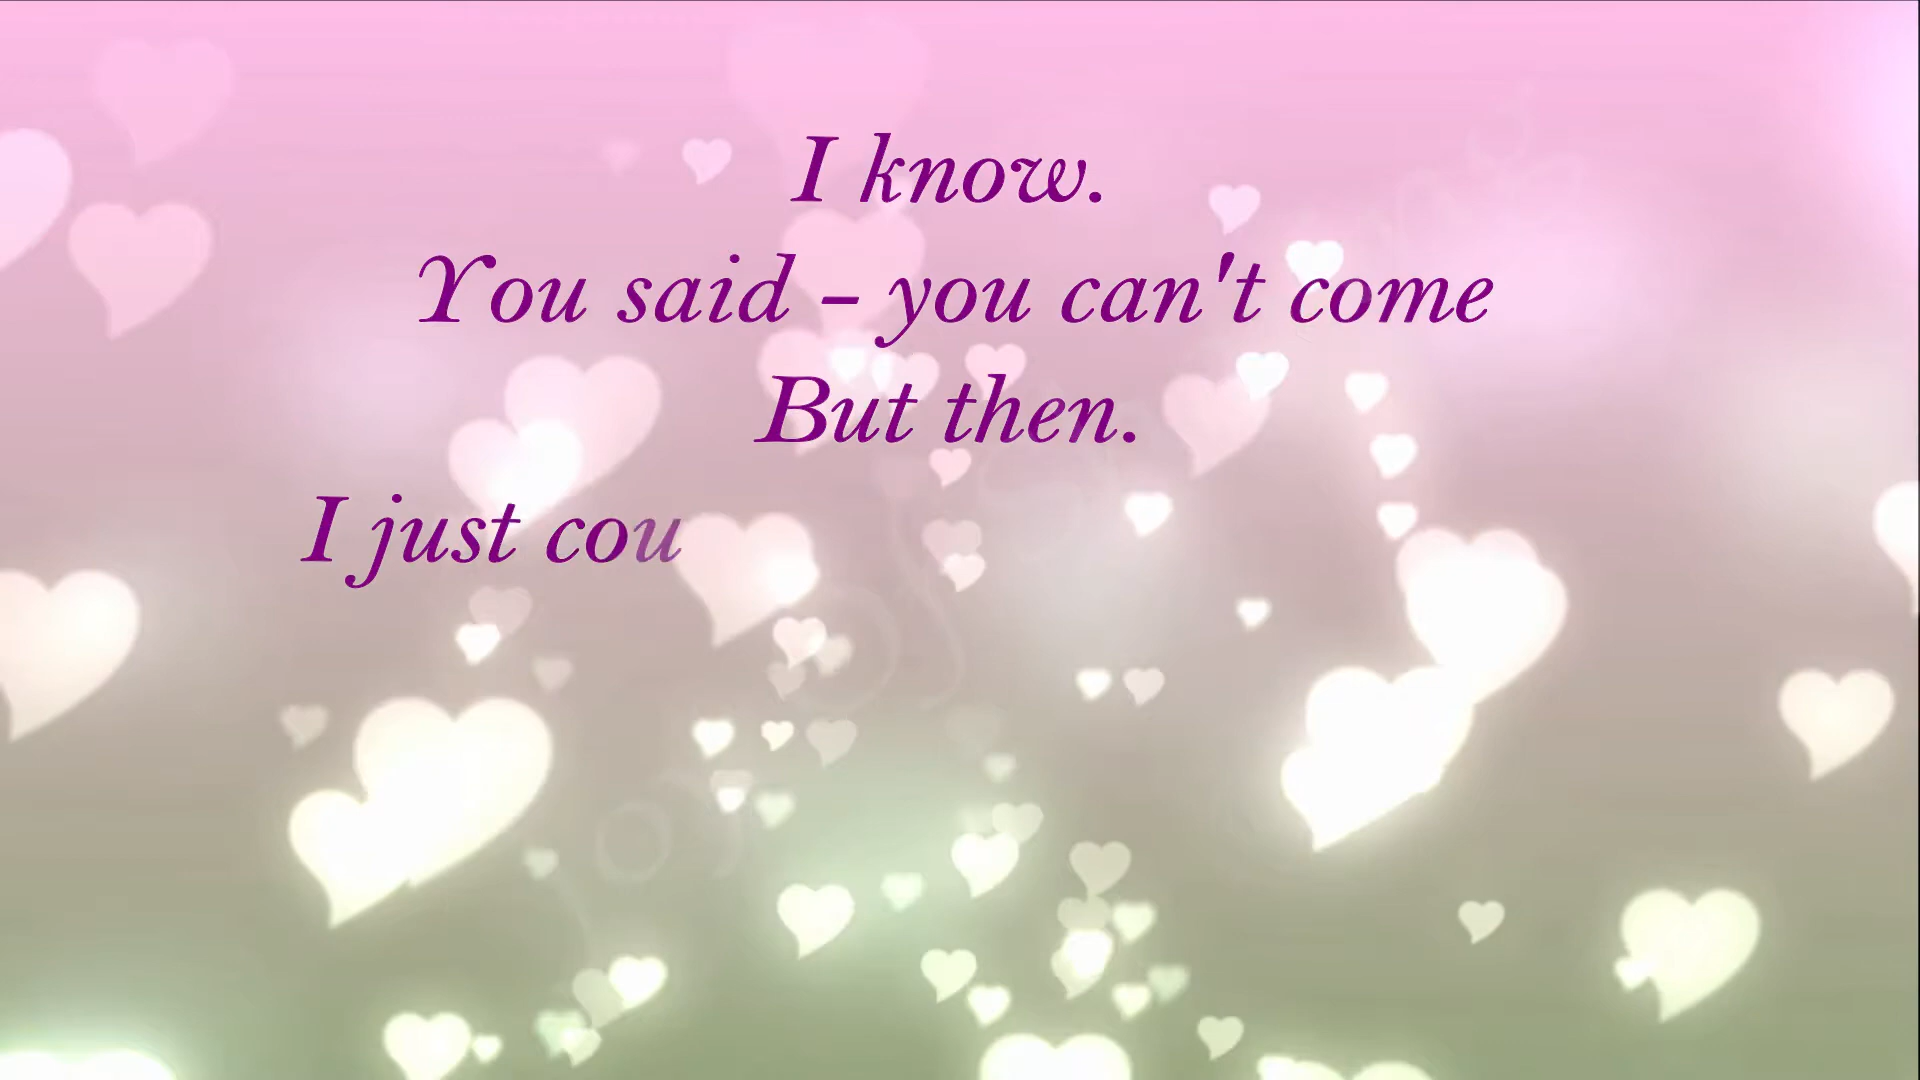 I know.
You said – you can't come
But then.
I just cou